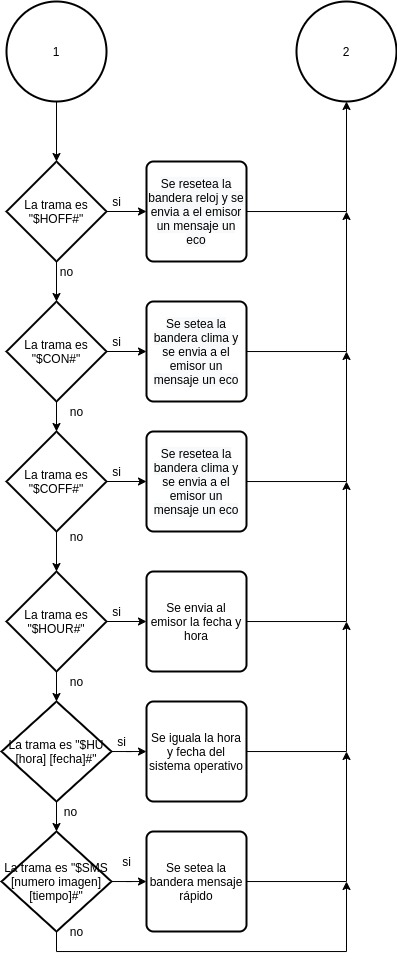 1
2
La trama es
"$HOFF#"
si
Se resetea la
bandera reloj y se
envia a el emisor
un mensaje un
eco
no
La trama es
"$CON#"
si
Se setea la
bandera clima y
se envia a el
emisor un
mensaje un eco
no
La trama es
"$COFF#"
si
Se resetea la
bandera clima y
se envia a el
emisor un
mensaje un eco
no
La trama es
"$HOUR#"
si
Se envia al
emisor la fecha y
hora
no
La trama es "$HU
[hora] [fecha]#"
si
Se iguala la hora
y fecha del
sistema operativo
no
La trama es "$SMS
[numero imagen]
[tiempo]#"
si
Se setea la
bandera mensaje
rápido
no